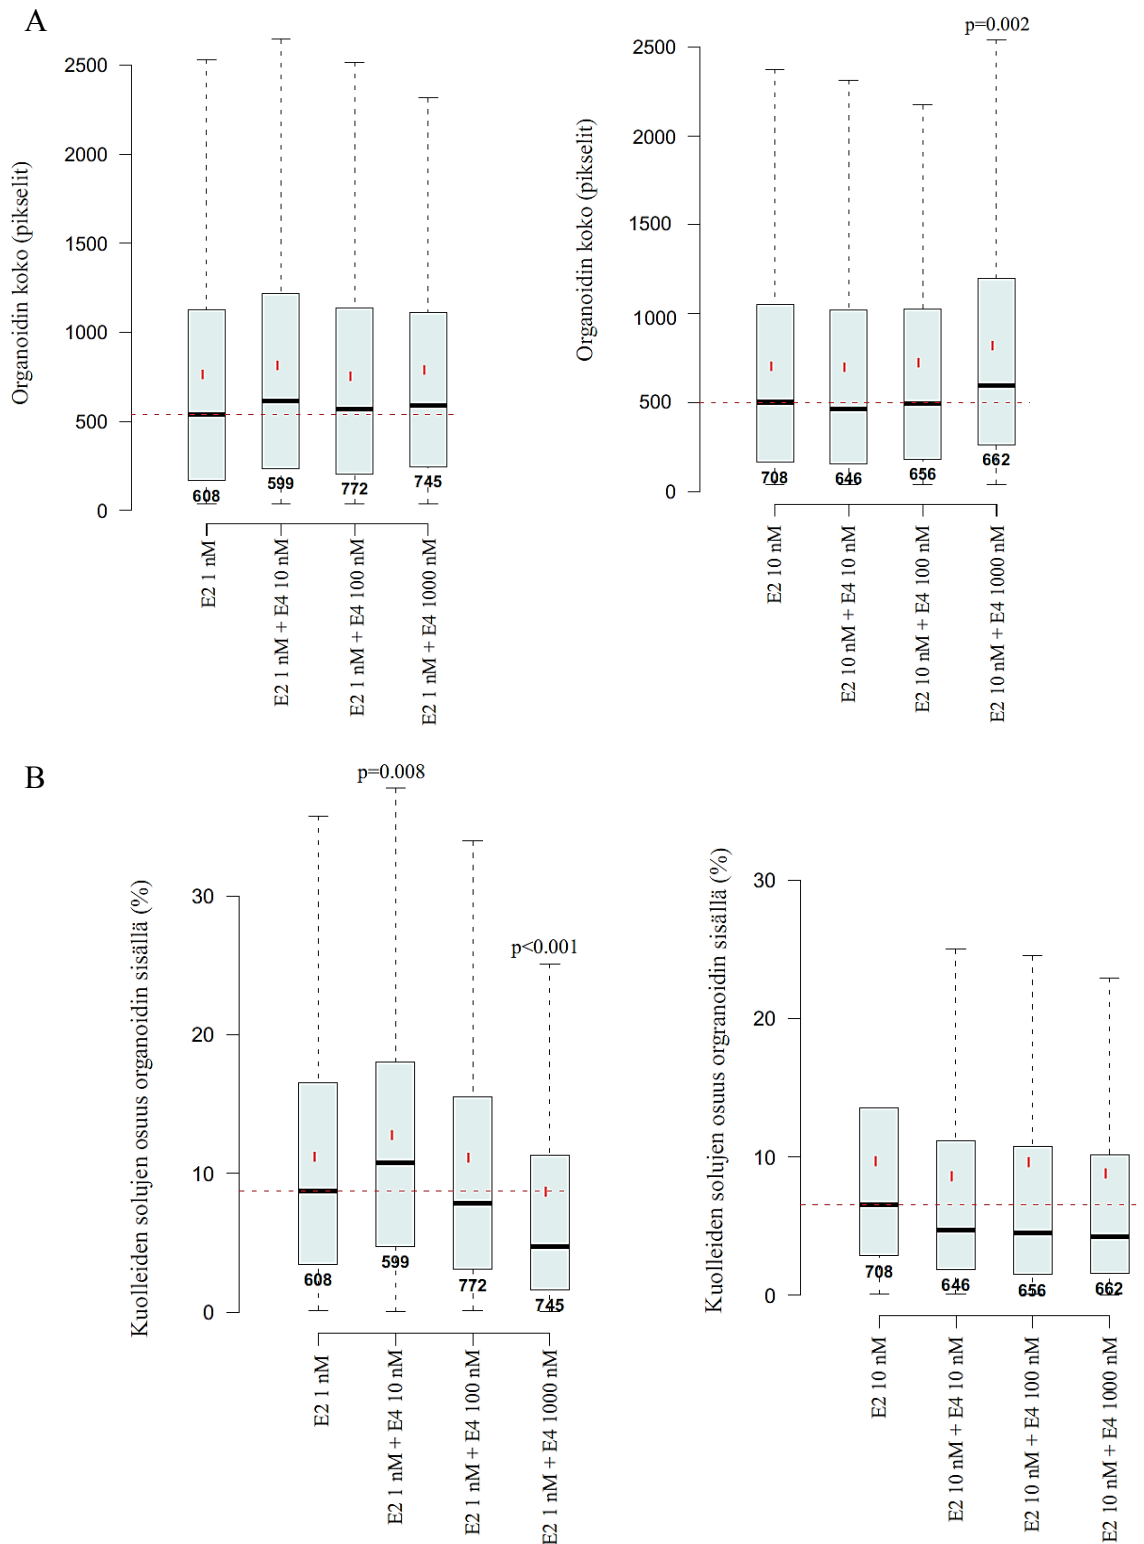 A
Organoidin koko (pikselit)
2500
2000
1500
1000
500
0
608
599
772
745
E2 1 nM
E2 1 nM + E4 10 nM
E2 1 nM + E4 100 nM
E2 1 nM + E4 1000 nM
p=0.002
Organoidin koko (pikselit)
2500
2000
1500
1000
500
0
708
646
656
662
E2 10 nM
E2 10 nM + E4 10 nM
E2 10 nM + E4 100 nM
E2 10 nM + E4 1000 nM
B
p=0.008
p<0.001
Kuolleiden solujen osuus organoidin sisällä (%)
30
20
10
0
608
599
772
745
E2 1 nM
E2 1 nM + E4 10 nM
E2 1 nM + E4 100 nM
E2 1 nM + E4 1000 nM
Kuolleiden solujen osuus orgranoidin sisällä (%)
30
20
10
0
708
646
656
662
E2 10 nM
E2 10 nM + E4 10 nM
E2 10 nM + E4 100 nM
E2 10 nM + E4 1000 nM